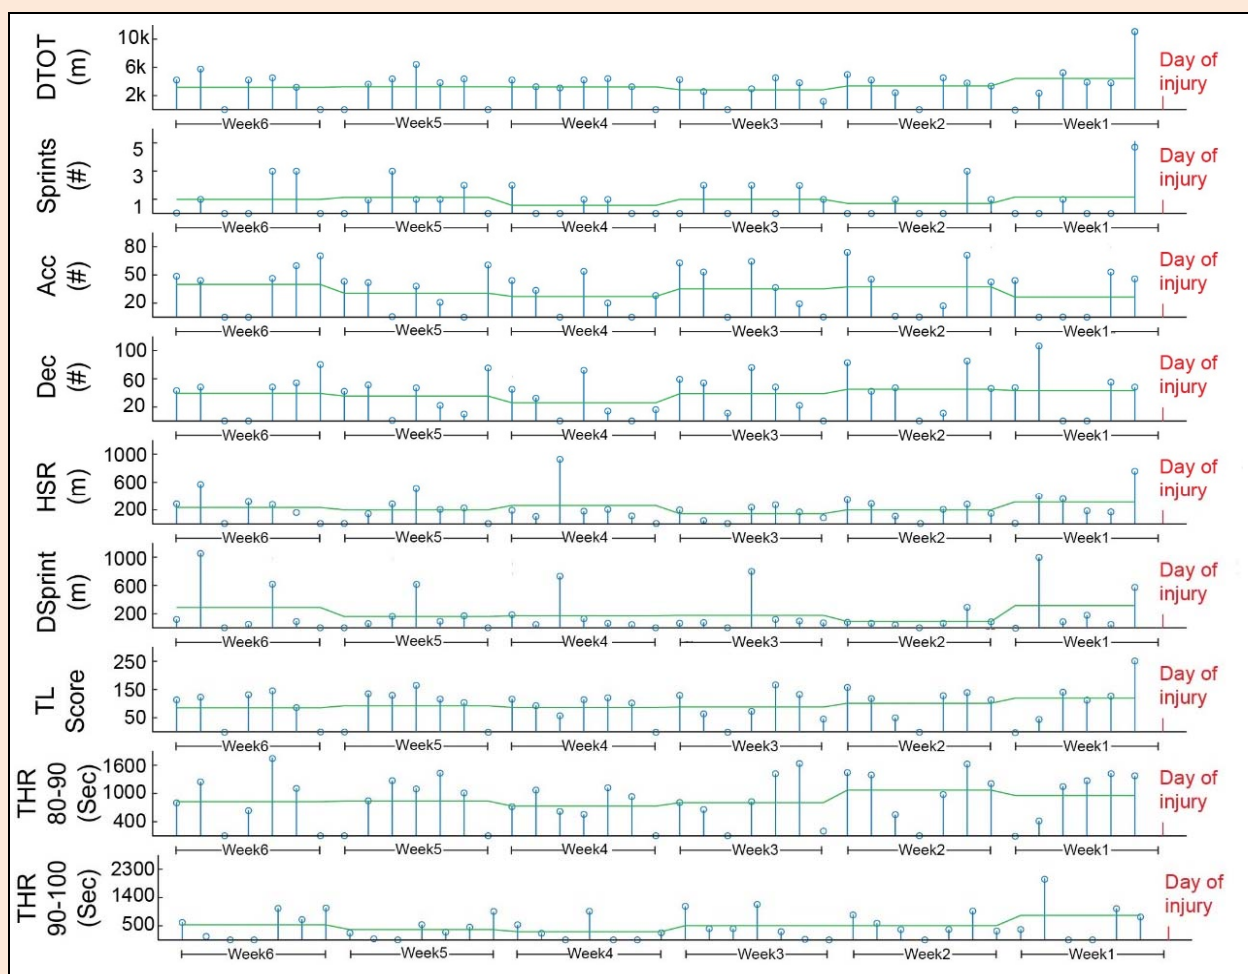 DTOT
(m)
10k
6k
2k
Day of
injury
Week6 Week5 Week4 Week3 Week2 Week1
Sprints
(#)
5
3
1
Day of
injury
Week6 Week5 Week4 Week3 Week2 Week1
Acc
(#)
80
50
20
Day of
injury
Week6 Week5 Week4 Week3 Week2 Week1
Dec
(#)
100
60
20
Day of
injury
Week6 Week5 Week4 Week3 Week2 Week1
HSR
(m)
1000
600
200
Day of
injury
Week6 Week5 Week4 Week3 Week2 Week1
DSprint
(m)
1000
600
200
Day of
injury
Week6 Week5 Week4 Week3 Week2 Week1
TL
Score
250
150
50
Day of
injury
Week6 Week5 Week4 Week3 Week2 Week1
THR
80-90
(Sec)
1600
1000
400
Day of
injury
Week6 Week5 Week4 Week3 Week2 Week1
THR
90-100
(Sec)
2300
1400
500
Day of
injury
Week6 Week5 Week4 Week3 Week2 Week1